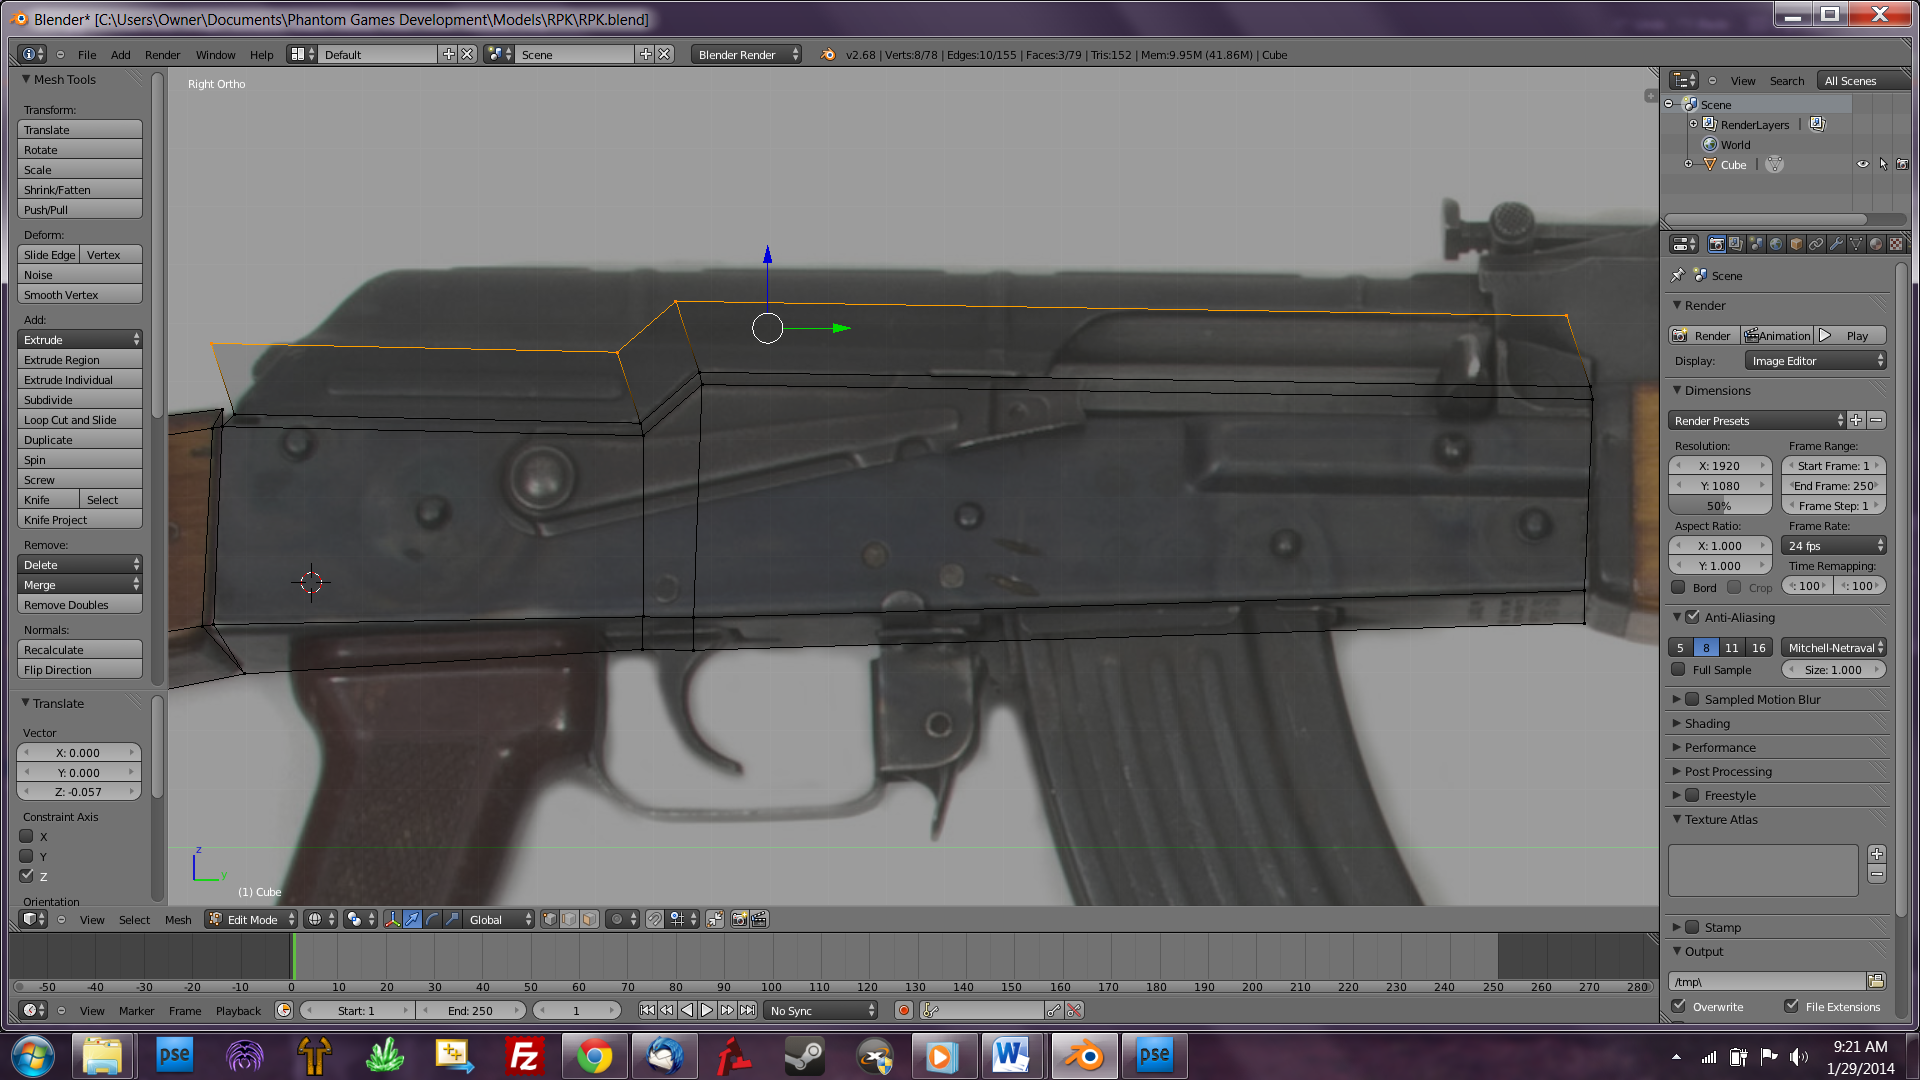 Blender* [C:\Users\Owner\Documents\Phantom Games Development\Models\RPK\RPK.blend]
File Add Render Window Help Default Scene Blender Render v2.68 | Verts:8/78 | Edges:10/155 | Faces:3/79 | Tris:152 | Mem:9.95M (41.86M) | Cube
Mesh Tools
Transform:
Translate
Rotate
Scale
Shrink/Fatten
Push/Pull
Deform:
Slide Edge Vertex
Noise
Smooth Vertex
Add:
Extrude
Extrude Region
Extrude Individual
Subdivide
Loop Cut and Slide
Duplicate
Spin
Screw
Knife Select
Knife Project
Remove:
Delete
Merge
Remove Doubles
Normals:
Recalculate
Flip Direction
Translate
Vector
X: 0.000
Y: 0.000
Z: -0.057
Constraint Axis
X
Y
Z
Orientation
Right Ortho
z
y
(1) Cube
View Select Mesh Edit Mode Global
-50 -40 -30 -20 -10 0 10 20 30 40 50 60 70 80 90 100 110 120 130 140 150 160 170 180 190 200 210 220 230 240 250 260 270 280
View Marker Frame Playback Start: 1 End: 250 1 No Sync
View Search All Scenes
Scene
RenderLayers |
World
Cube |
Scene
Render
Render Animation Play
Display: Image Editor
Dimensions
Render Presets
Resolution: Frame Range:
X: 1920 Start Frame: 1
Y: 1080 End Frame: 250
50% Frame Step: 1
Aspect Ratio: Frame Rate:
X: 1.000 24 fps
Y: 1.000 Time Remapping:
Bord Crop : 100 : 100
Anti-Aliasing
5 8 11 16 Mitchell-Netraval
Full Sample Size: 1.000
Sampled Motion Blur
Shading
Performance
Post Processing
Freestyle
Texture Atlas
Stamp
Output
/tmp\
Overwrite File Extensions
pse Fz W pse
9:21 AM
1/29/2014